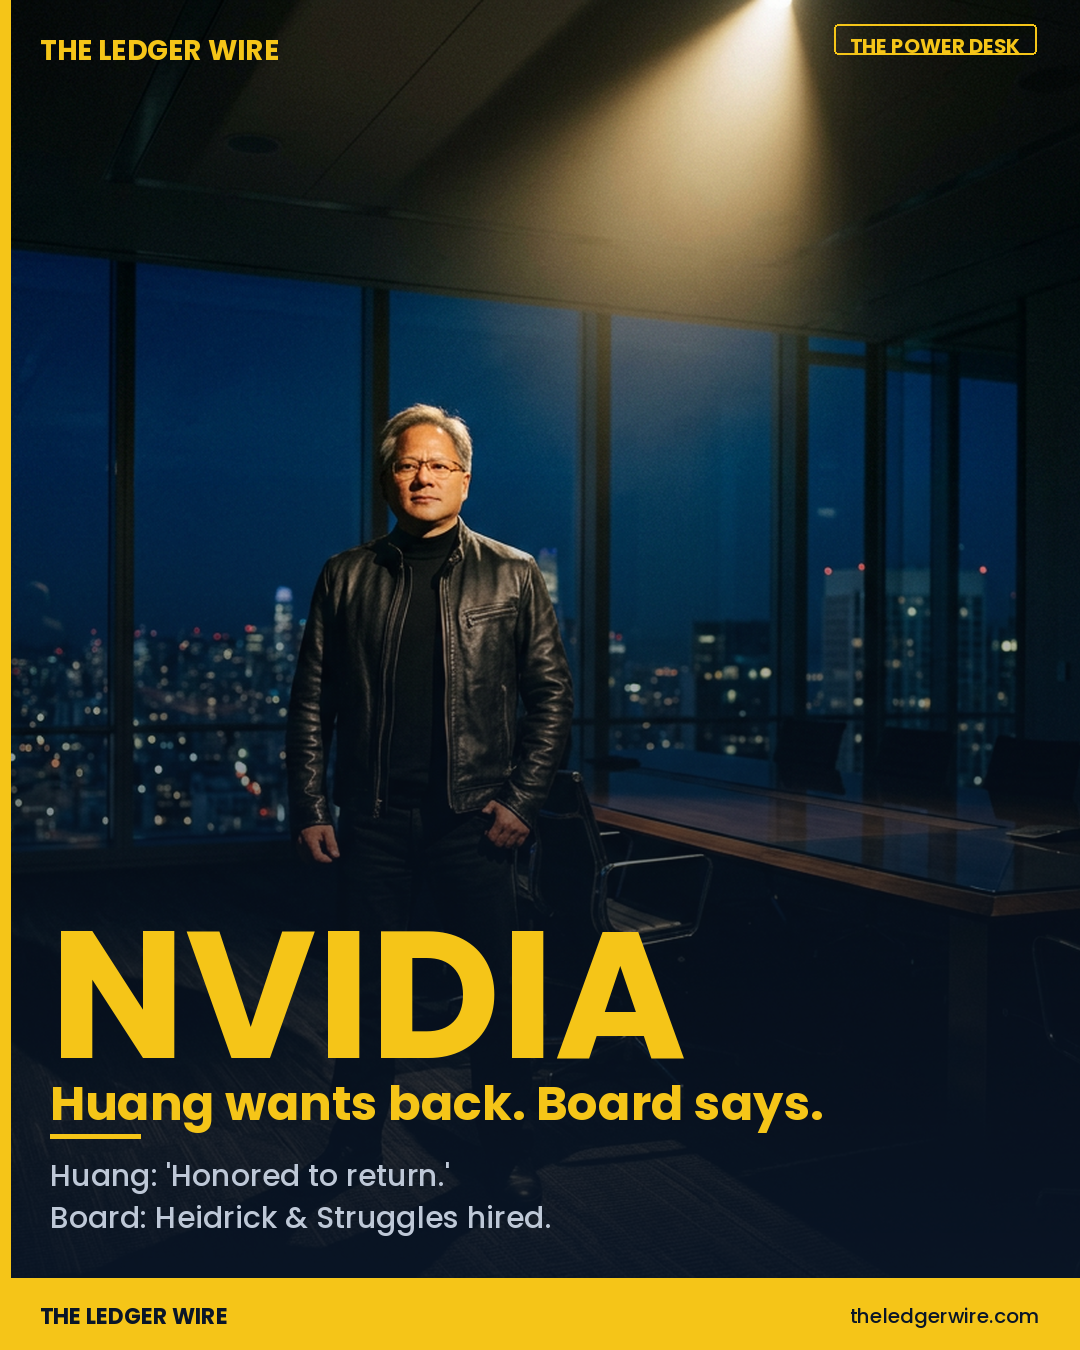 THE LEDGER WIRE
THE POWER DESK
NVIDIA
Huang wants back. Board says.
Huang: 'Honored to return.'
Board: Heidrick & Struggles hired.
THE LEDGER WIRE
theledgerwire.com